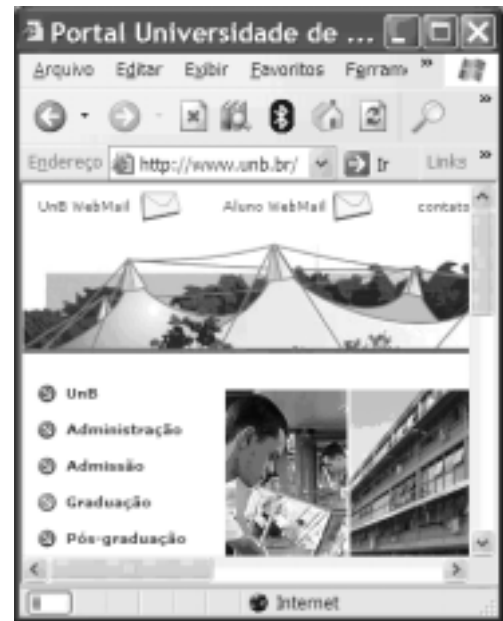 Portal Universidade de ...
Arquivo Editar Exibir Favoritos Ferram »
»
Endereço http://www.unb.br/ Ir Links »
UnB WebMail Aluno WebMail contato
UnB
Administração
Admissão
Graduação
Pós-graduação
Internet